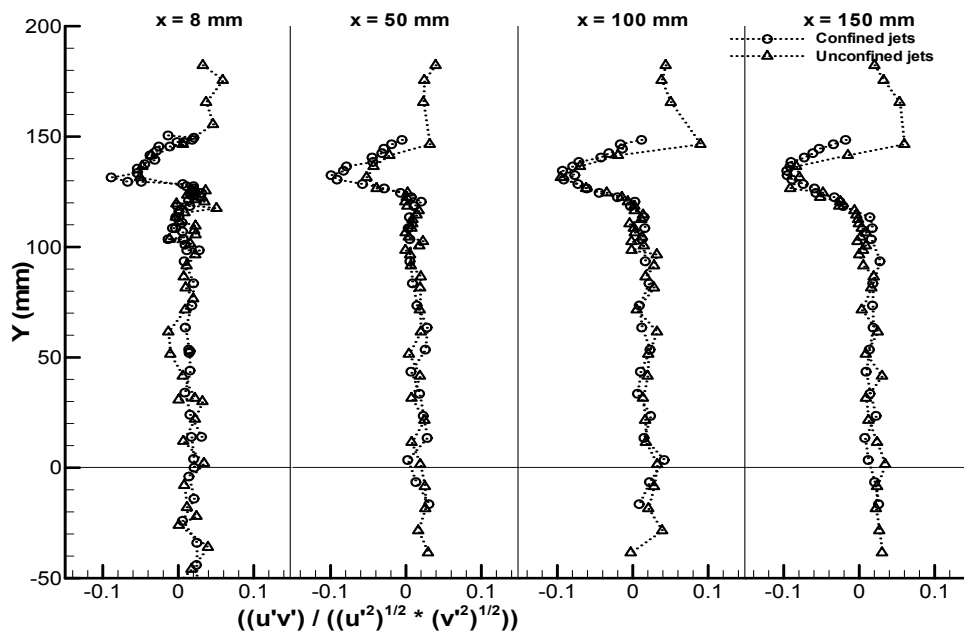 x = 8 mm x = 50 mm x = 100 mm x = 150 mm
Confined jets
Unconfined jets
200
150
100
50
0
-50
Y (mm)
-0.1 0 0.1 -0.1 0 0.1 -0.1 0 0.1 -0.1 0 0.1
((u'v') / ((u'²)¹/² * (v'²)¹/²))